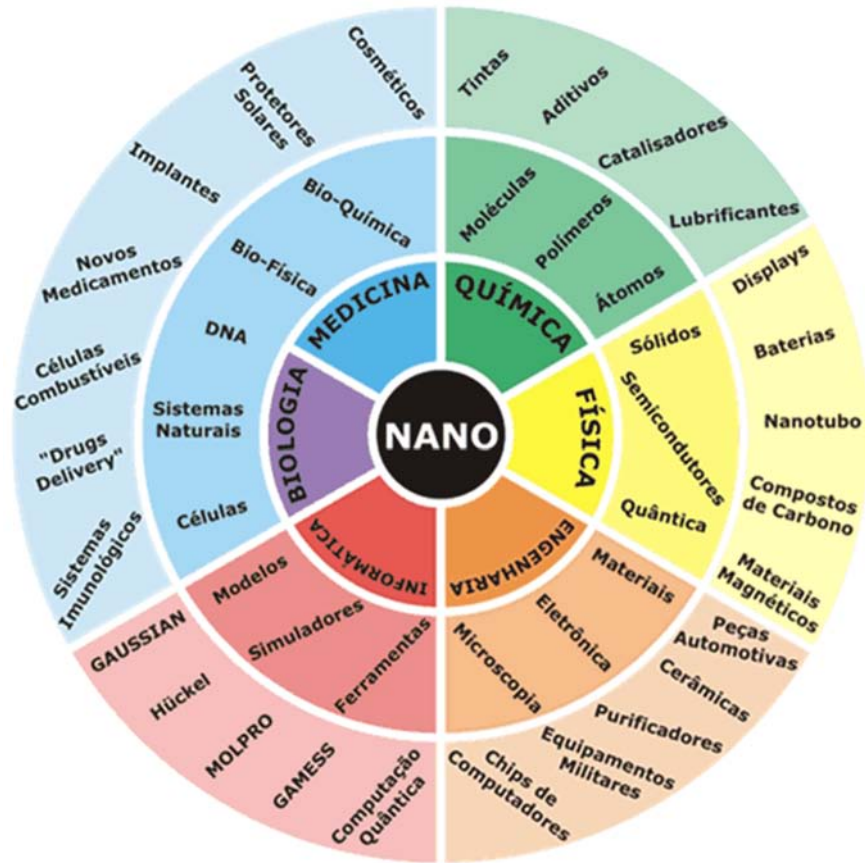 NANO
MEDICINA
QUÍMICA
FÍSICA
ENGENHARIA
INFORMÁTICA
BIOLOGIA
Bio-Química
Bio-Física
DNA
Sistemas
Naturais
Células
Moléculas
Polímeros
Átomos
Sólidos
Semicondutores
Quântica
Materiais
Eletrônica
Microscopia
Ferramentas
Simuladores
Modelos
Cosméticos
Protetores
Solares
Implantes
Novos
Medicamentos
Células
Combustíveis
"Drugs
Delivery"
Sistemas
Imunológicos
Tintas
Aditivos
Catalisadores
Lubrificantes
Displays
Baterias
Nanotubo
Compostos
de Carbono
Materiais
Magnéticos
Peças
Automotivas
Cerâmicas
Purificadores
Equipamentos
Militares
Chips de
Computadores
Computação
Quântica
GAMESS
MOLPRO
Hückel
GAUSSIAN